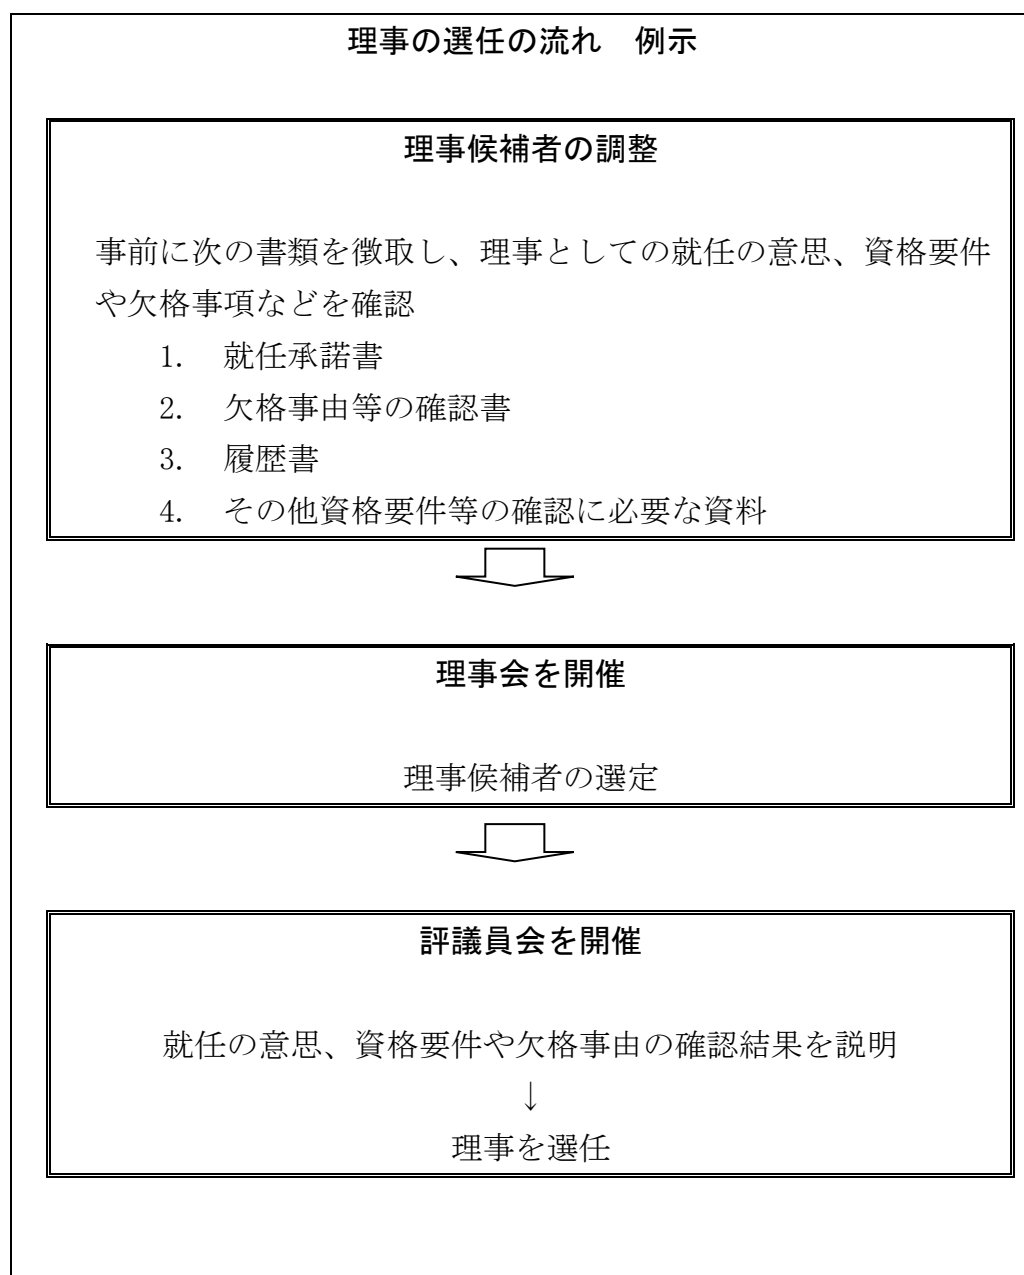 理事の選任の流れ　例示
理事候補者の調整
事前に次の書類を徴取し、理事としての就任の意思、資格要件
や欠格事項などを確認
1.　就任承諾書
2.　欠格事由等の確認書
3.　履歴書
4.　その他資格要件等の確認に必要な資料
理事会を開催
理事候補者の選定
評議員会を開催
就任の意思、資格要件や欠格事由の確認結果を説明
↓
理事を選任